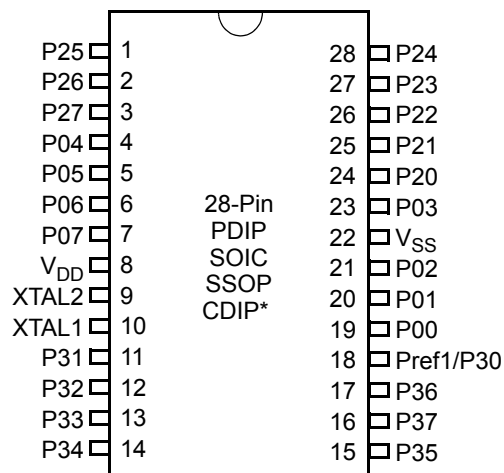 P25 1 28 P24
P26 2 27 P23
P27 3 26 P22
P04 4 25 P21
P05 5 24 P20
P06 6 28-Pin 23 P03
P07 7 PDIP 22 VSS
VDD 8 SOIC 21 P02
XTAL2 9 SSOP 20 P01
XTAL1 10 CDIP* 19 P00
P31 11 18 Pref1/P30
P32 12 17 P36
P33 13 16 P37
P34 14 15 P35